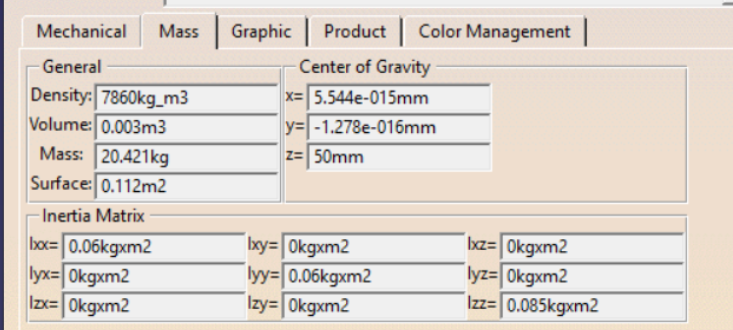 Mechanical Mass Graphic Product Color Management
General Center of Gravity
Density: 7860kg_m3 x= 5.544e-015mm
Volume: 0.003m3 y= -1.278e-016mm
Mass: 20.421kg z= 50mm
Surface: 0.112m2
Inertia Matrix
Ixx= 0.06kgxm2 Ixy= 0kgxm2 Ixz= 0kgxm2
Iyx= 0kgxm2 Iyy= 0.06kgxm2 Iyz= 0kgxm2
Izx= 0kgxm2 Izy= 0kgxm2 Izz= 0.085kgxm2